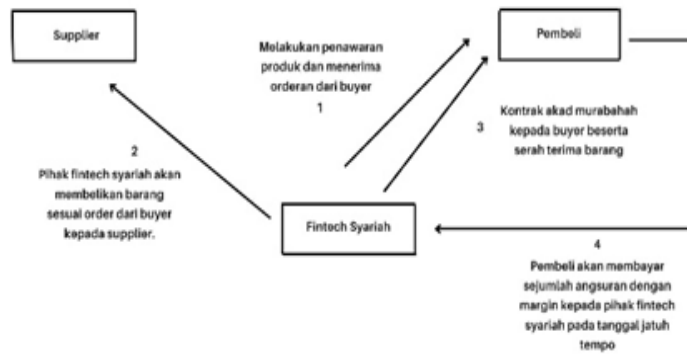 Supplier
Pembeli
Melakukan penawaran
produk dan menerima
orderan dari buyer
1
3
Kontrak akad murabahah
kepada buyer beserta
serah terima barang
2
Pihak fintech syariah akan
membelikan barang
sesuai order dari buyer
kepada supplier.
Fintech Syariah
4
Pembeli akan membayar
sejumlah angsuran dengan
margin kepada pihak fintech
syariah pada tanggal jatuh
tempo